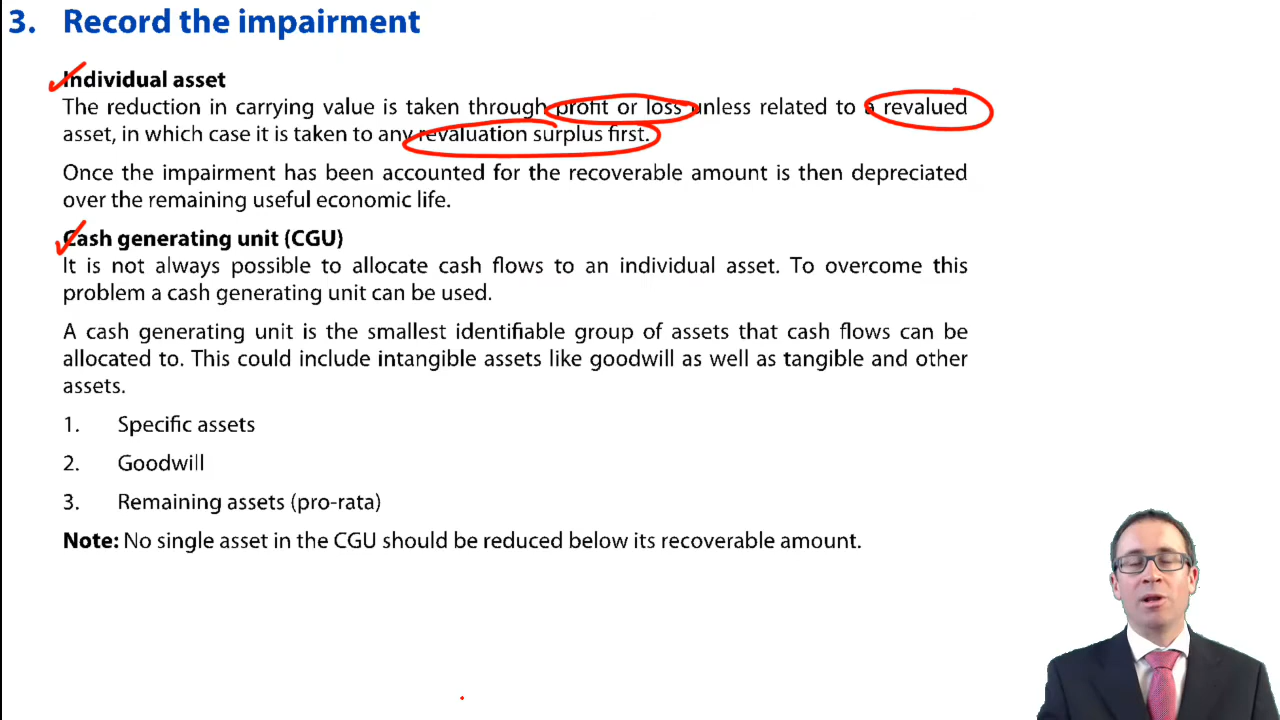 3. Record the impairment
Individual asset
The reduction in carrying value is taken through profit or loss unless related to a revalued
asset, in which case it is taken to any revaluation surplus first.
Once the impairment has been accounted for the recoverable amount is then depreciated
over the remaining useful economic life.
Cash generating unit (CGU)
It is not always possible to allocate cash flows to an individual asset. To overcome this
problem a cash generating unit can be used.
A cash generating unit is the smallest identifiable group of assets that cash flows can be
allocated to. This could include intangible assets like goodwill as well as tangible and other
assets.
1. Specific assets
2. Goodwill
3. Remaining assets (pro-rata)
Note: No single asset in the CGU should be reduced below its recoverable amount.